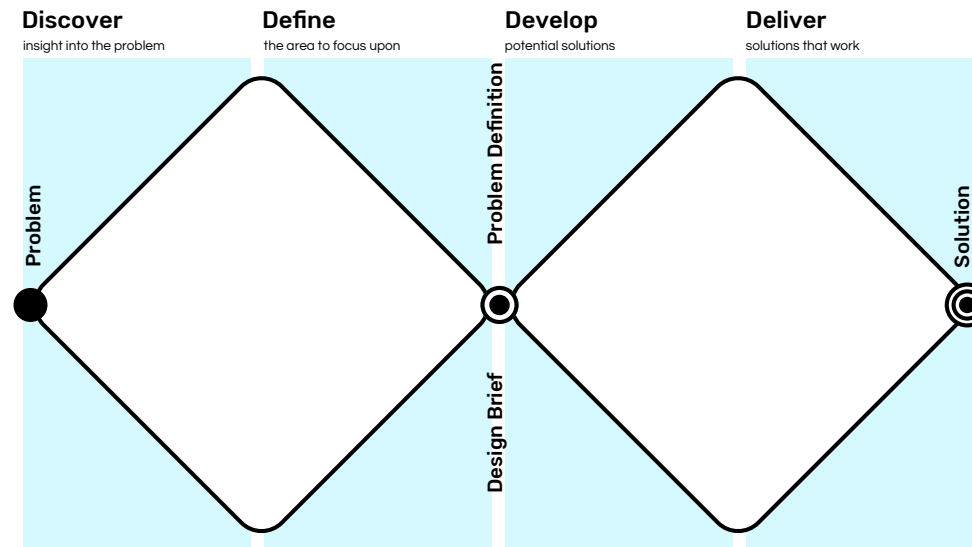 Discover
insight into the problem
Define
the area to focus upon
Develop
potential solutions
Deliver
solutions that work
Problem
Problem Definition
Design Brief
Solution